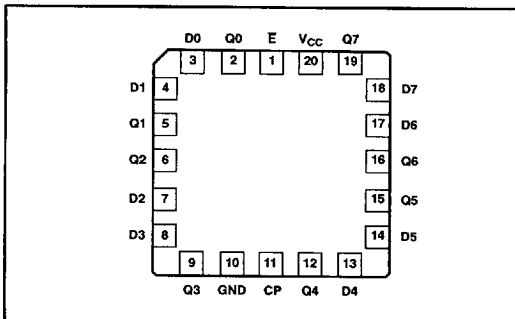 D0 Q0 E̅ VCC Q7
3 2 1 20 19
D1 4 18 D7
Q1 5 17 D6
Q2 6 16 Q6
D2 7 15 Q5
D3 8 14 D5
9 10 11 12 13
Q3 GND CP Q4 D4